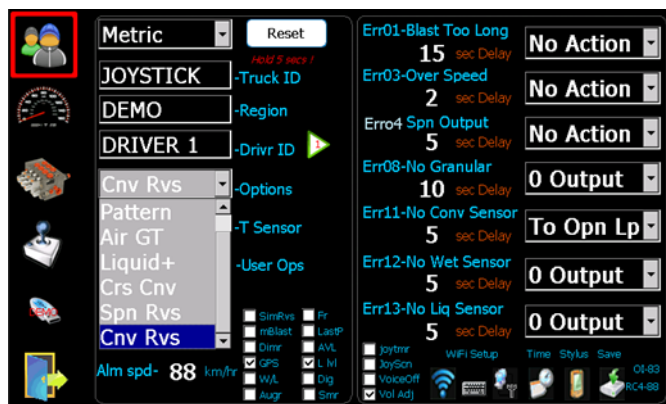 Metric
Reset
Hold 5 secs !
JOYSTICK -Truck ID
DEMO -Region
DRIVER 1 -Drivr ID 1
Cnv Rvs -Options
Pattern
Air GT
Liquid+
Crs Cnv
Spn Rvs
Cnv Rvs
-T Sensor
-User Ops
SimRvs Fr
mBlast LastP
Dimr AVL
GPS L lvl
W/L Dig
Augr Smr
Alm spd- 88 km/hr
DEMO
Err01-Blast Too Long
15 sec Delay No Action
Err03-Over Speed
2 sec Delay No Action
Erro4 Spn Output
5 sec Delay No Action
Err08-No Granular
10 sec Delay 0 Output
Err11-No Conv Sensor
5 sec Delay To Opn Lp
Err12-No Wet Sensor
5 sec Delay 0 Output
Err13-No Liq Sensor
5 sec Delay 0 Output
joytmr
JoyScn
VoiceOff
Vol Adj
WiFi Setup Time Stylus Save
OI-83
RC4-88